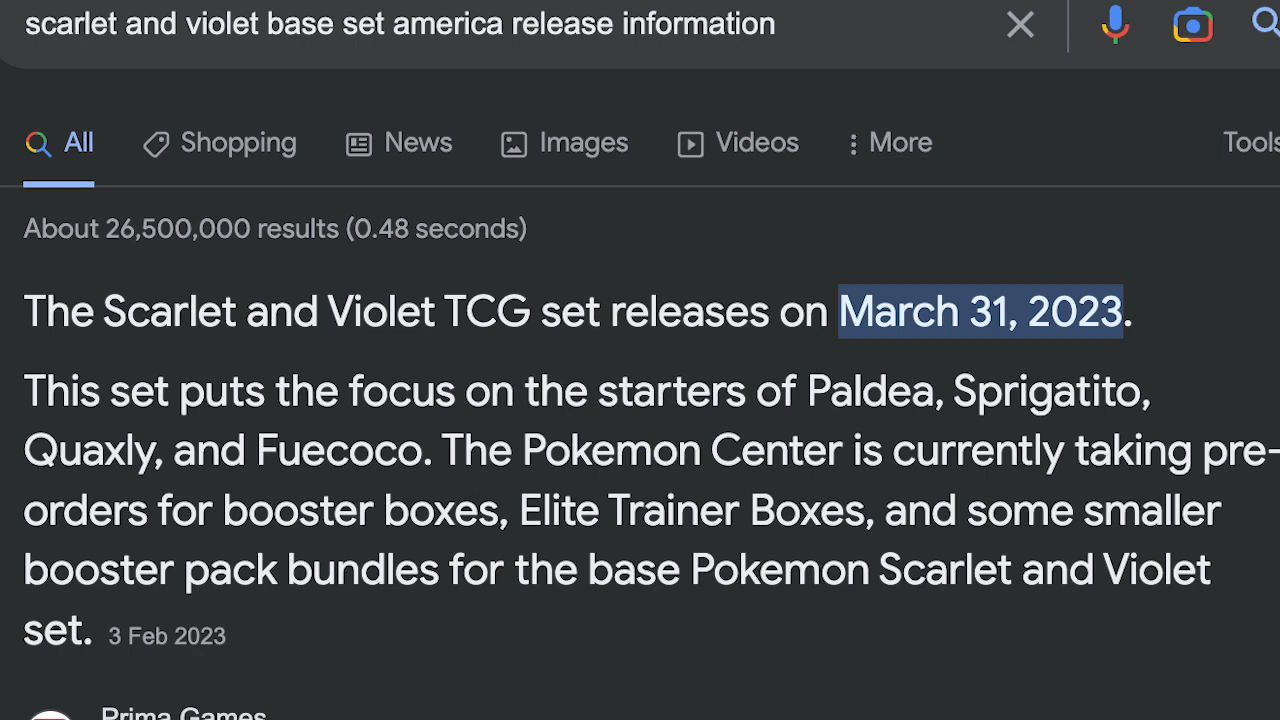 scarlet and violet base set america release information
All Shopping News Images Videos More Tools
About 26,500,000 results (0.48 seconds)
The Scarlet and Violet TCG set releases on March 31, 2023.
This set puts the focus on the starters of Paldea, Sprigatito,
Quaxly, and Fuecoco. The Pokemon Center is currently taking pre-
orders for booster boxes, Elite Trainer Boxes, and some smaller
booster pack bundles for the base Pokemon Scarlet and Violet
set. 3 Feb 2023
Prima Games